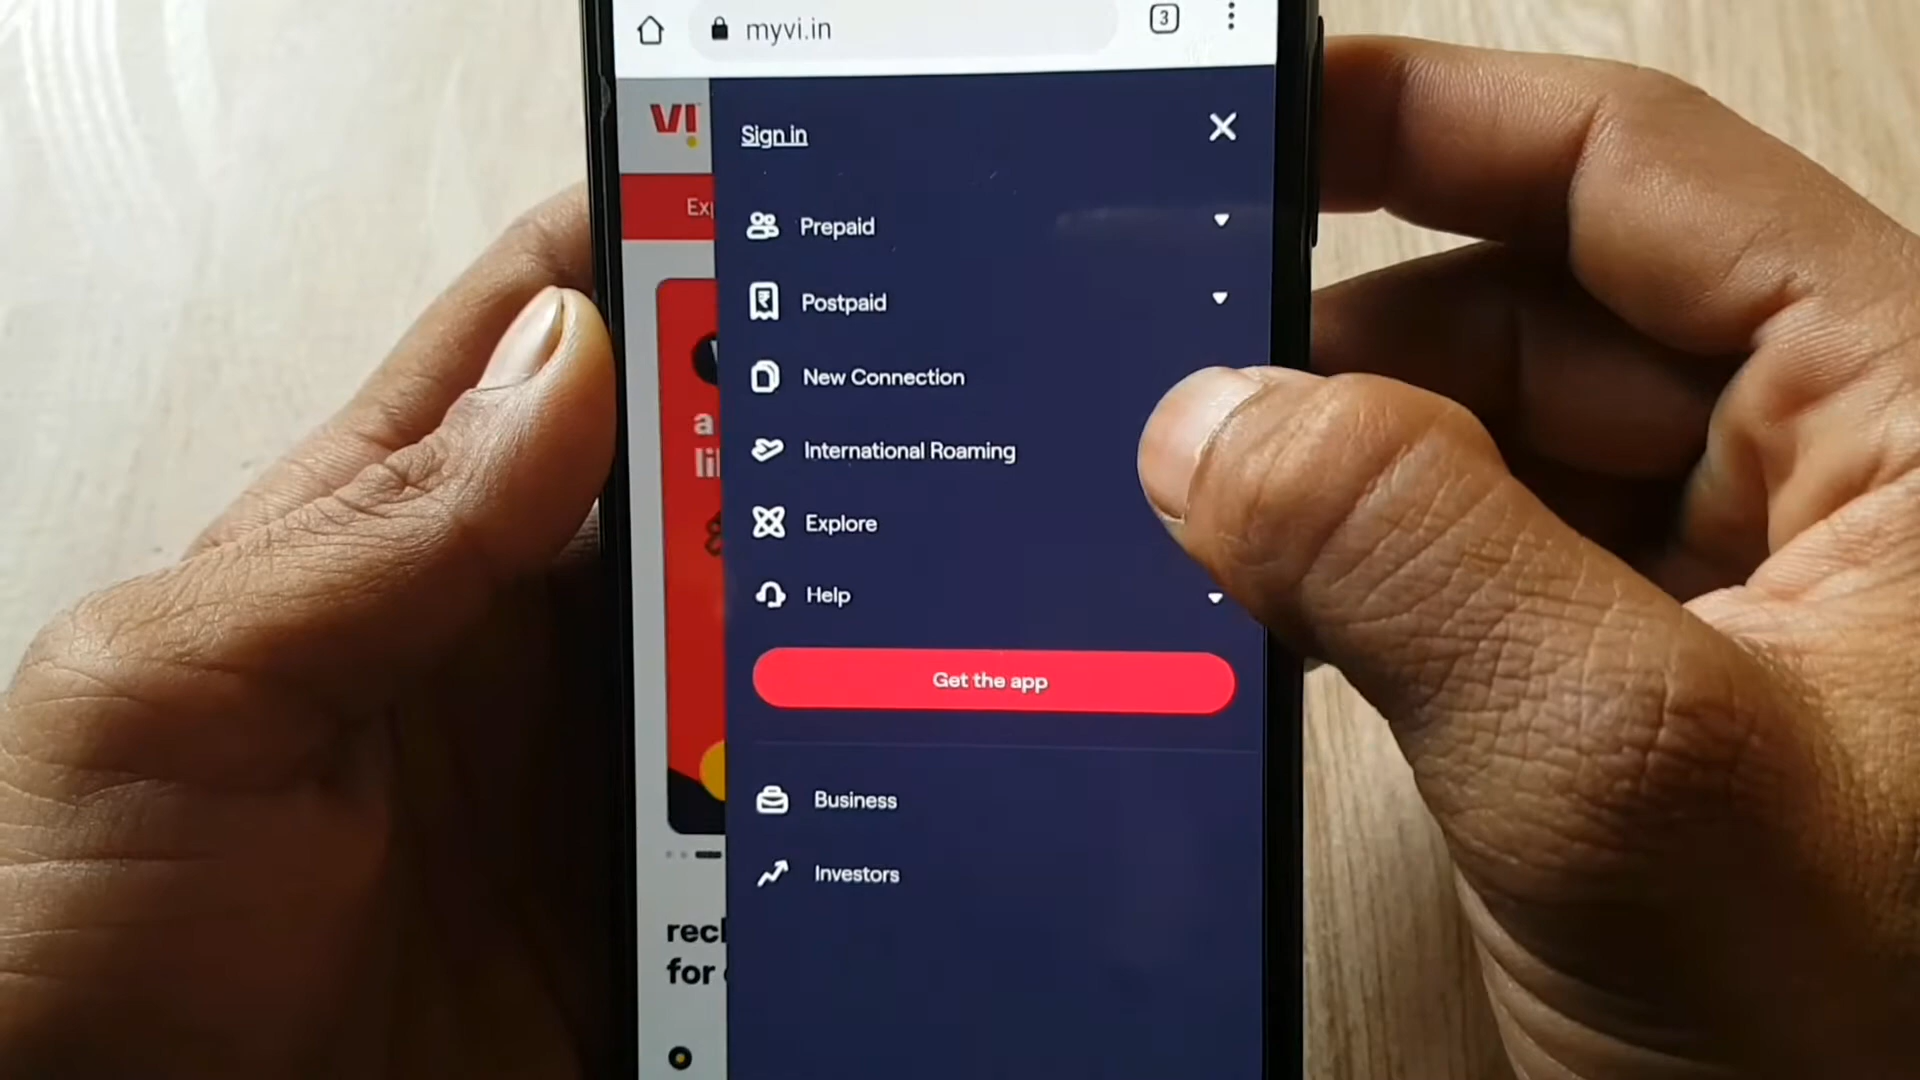 myvi.in
3
VI
Sign in
Prepaid
Postpaid
New Connection
International Roaming
Explore
Help
Get the app
Business
Investors
a
for